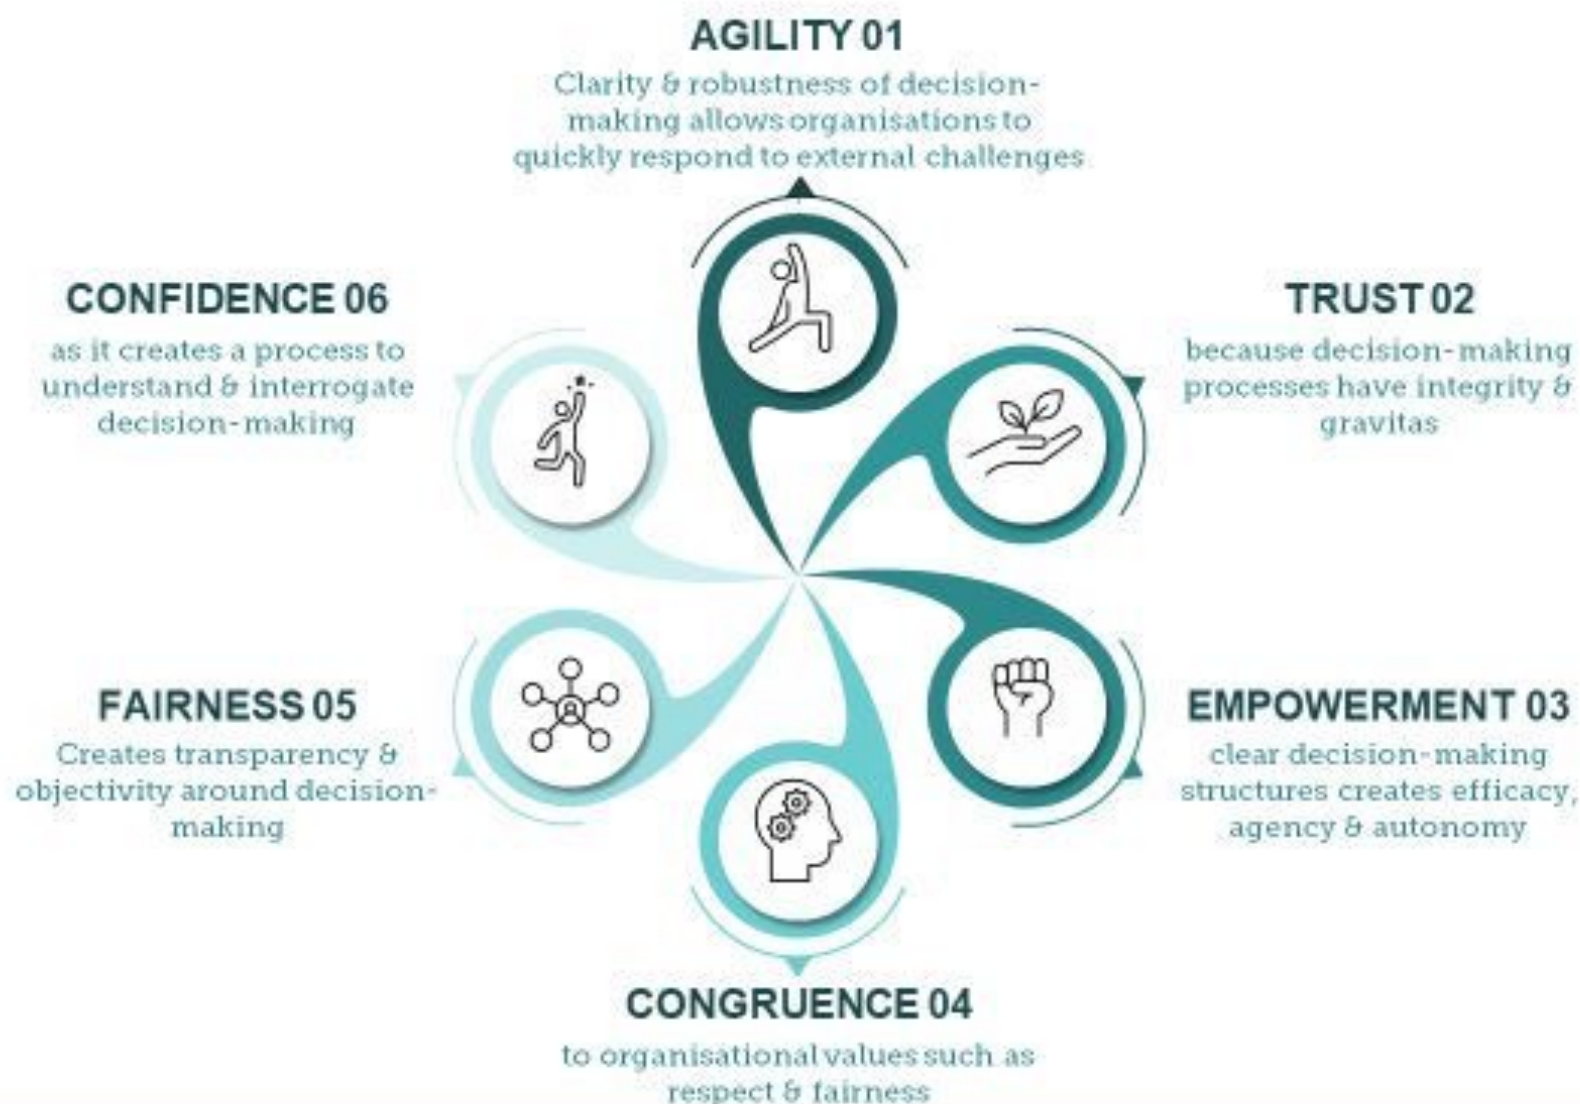 AGILITY 01
Clarity & robustness of decision-
making allows organisations to
quickly respond to external challenges
TRUST 02
because decision-making
processes have integrity &
gravitas
EMPOWERMENT 03
clear decision-making
structures creates efficacy,
agency & autonomy
CONGRUENCE 04
to organisational values such as
respect & fairness
FAIRNESS 05
Creates transparency &
objectivity around decision-
making
CONFIDENCE 06
as it creates a process to
understand & interrogate
decision-making